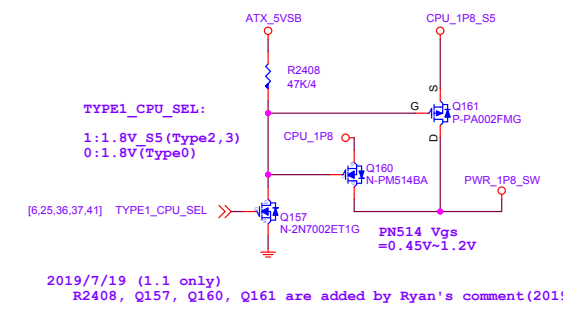 ATX_5VSB
CPU_1P8_S5
R2408
47K/4
S
G
Q161
P-PA002FMG
D
TYPE1_CPU_SEL:
1:1.8V_S5(Type2,3)
0:1.8V(Type0)
CPU_1P8
Q160
N-PM514BA
PWR_1P8_SW
[6,25,36,37,41] TYPE1_CPU_SEL
Q157
N-2N7002ET1G
PN514 Vgs
=0.45V~1.2V
2019/7/19 (1.1 only)
R2408, Q157, Q160, Q161 are added by Ryan's comment(2019